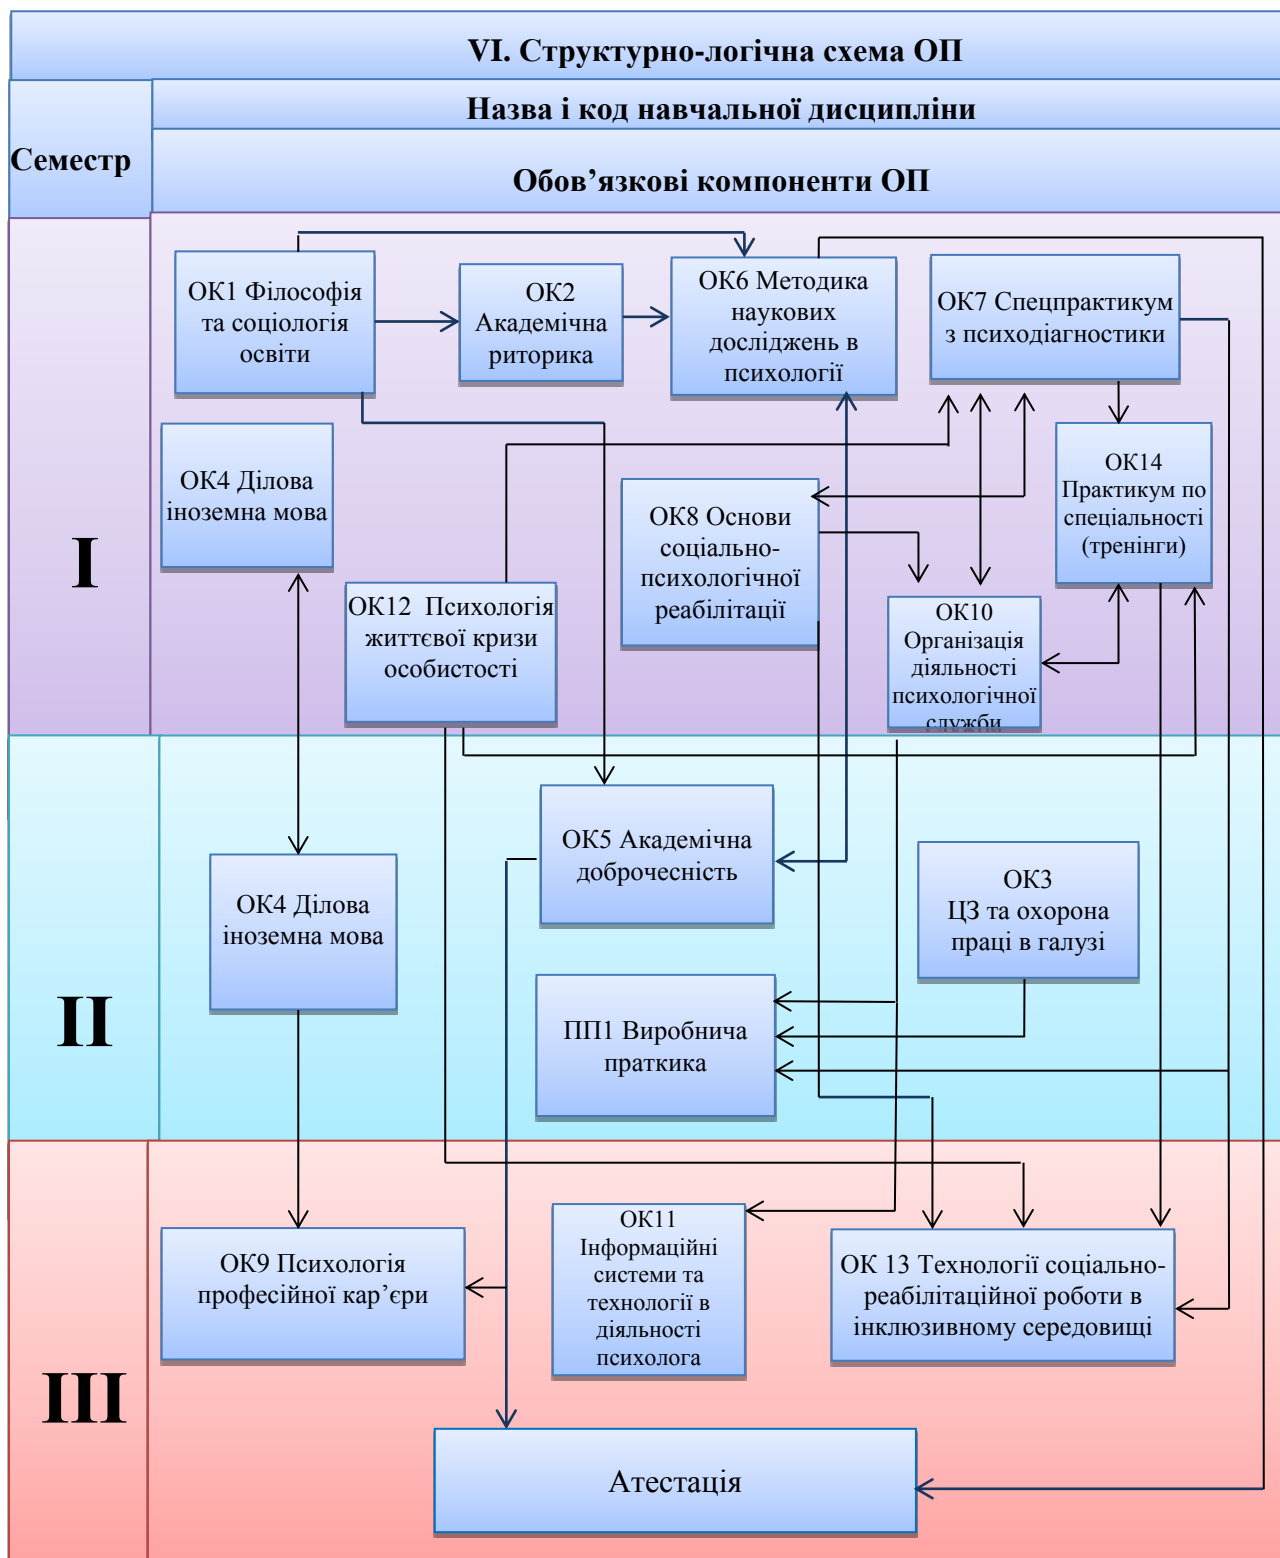 VI. Структурно-логічна схема ОП
Семестр
Назва і код навчальної дисципліни
Обов’язкові компоненти ОП
I
ОК1 Філософія
та соціологія
освіти
ОК2
Академічна
риторика
ОК6 Методика
наукових
досліджень в
психології
ОК7 Спецпрактикум
з психодіагностики
ОК4 Ділова
іноземна мова
ОК8 Основи
соціально-
психологічної
реабілітації
ОК14
Практикум по
спеціальності
(тренінги)
ОК12 Психологія
життєвої кризи
особистості
ОК10
Організація
діяльності
психологічної
служби
II
ОК5 Академічна
доброчесність
ОК4 Ділова
іноземна мова
ОК3
ЦЗ та охорона
праці в галузі
ПП1 Виробнича
праткика
III
ОК9 Психологія
професійної кар’єри
ОК11
Інформаційні
системи та
технології в
діяльності
психолога
ОК 13 Технології соціально-
реабілітаційної роботи в
інклюзивному середовищі
Атестація